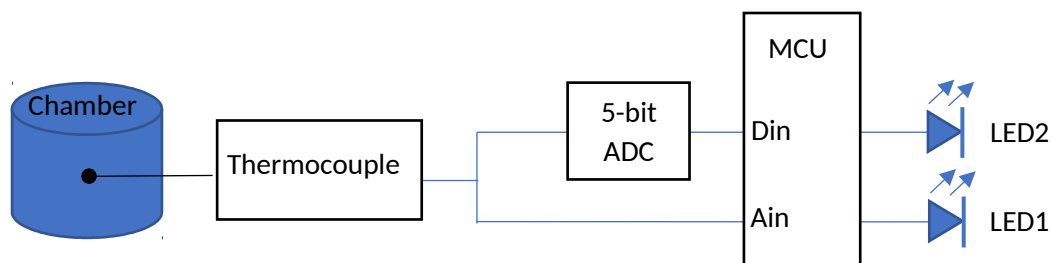 MCU
Chamber
5-bit
ADC
Din
LED2
Thermocouple
Ain
LED1